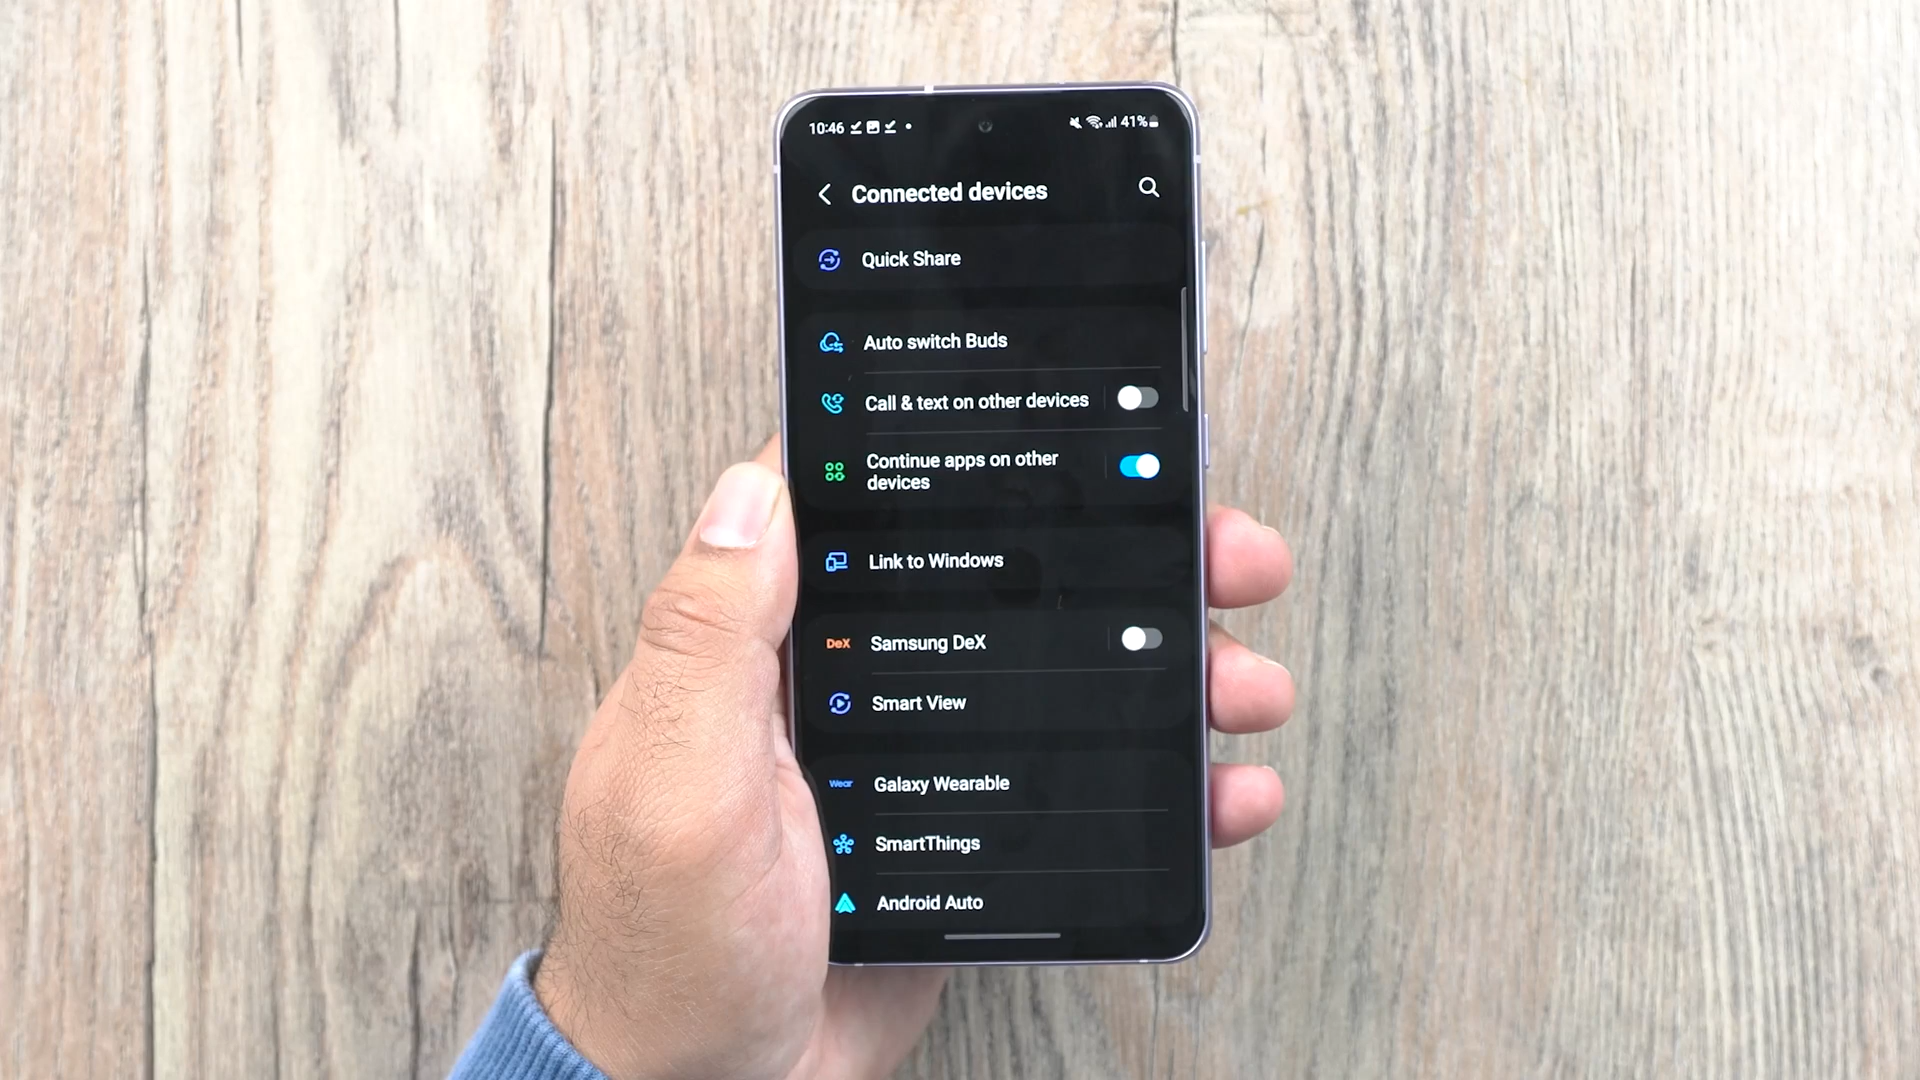 10:46
41%
Connected devices
Quick Share
Auto switch Buds
Call & text on other devices
Continue apps on other
devices
Link to Windows
DeX Samsung DeX
Smart View
Wear Galaxy Wearable
SmartThings
Android Auto